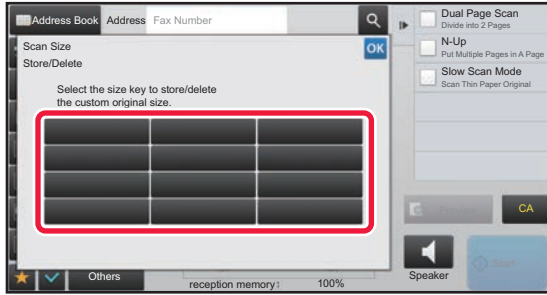 Address Book
Address
Fax Number
Scan Size
OK
Store/Delete
Select the size key to store/delete
the custom original size.
Dual Page Scan
Divide into 2 Pages
N-Up
Put Multiple Pages in A Page
Slow Scan Mode
Scan Thin Paper Original
CA
Others
reception memory:
100%
Speaker
Start